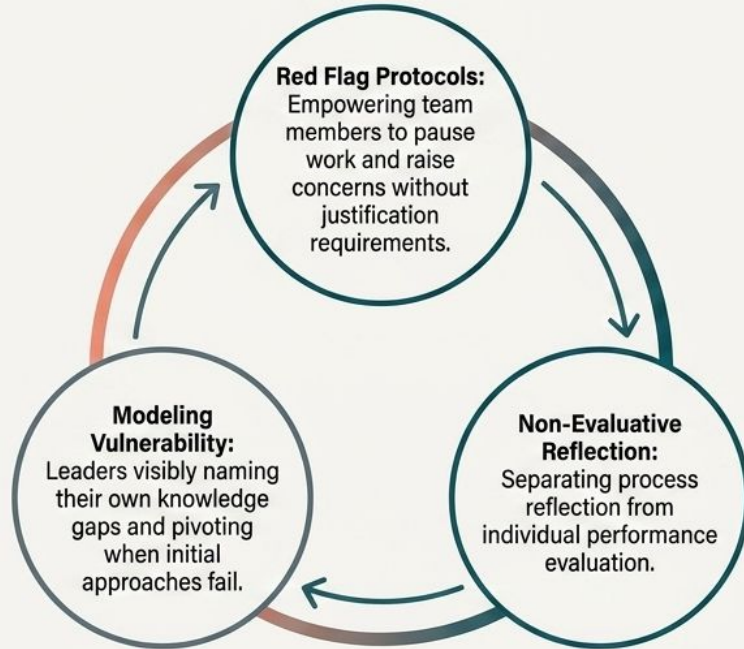 Red Flag Protocols:
Empowering team
members to pause
work and raise
concerns without
justification
requirements.
Modeling
Vulnerability:
Leaders visibly naming
their own knowledge
gaps and pivoting
when initial
approaches fail.
Non-Evaluative
Reflection:
Separating process
reflection from
individual performance
evaluation.